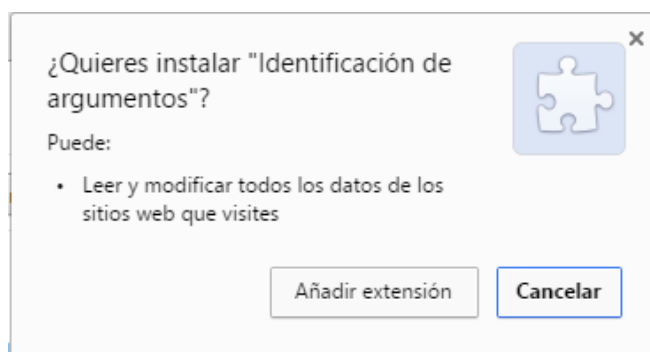 ¿Quieres instalar "Identificación de
argumentos"?
Puede:
• Leer y modificar todos los datos de los
sitios web que visites
Añadir extensión
Cancelar